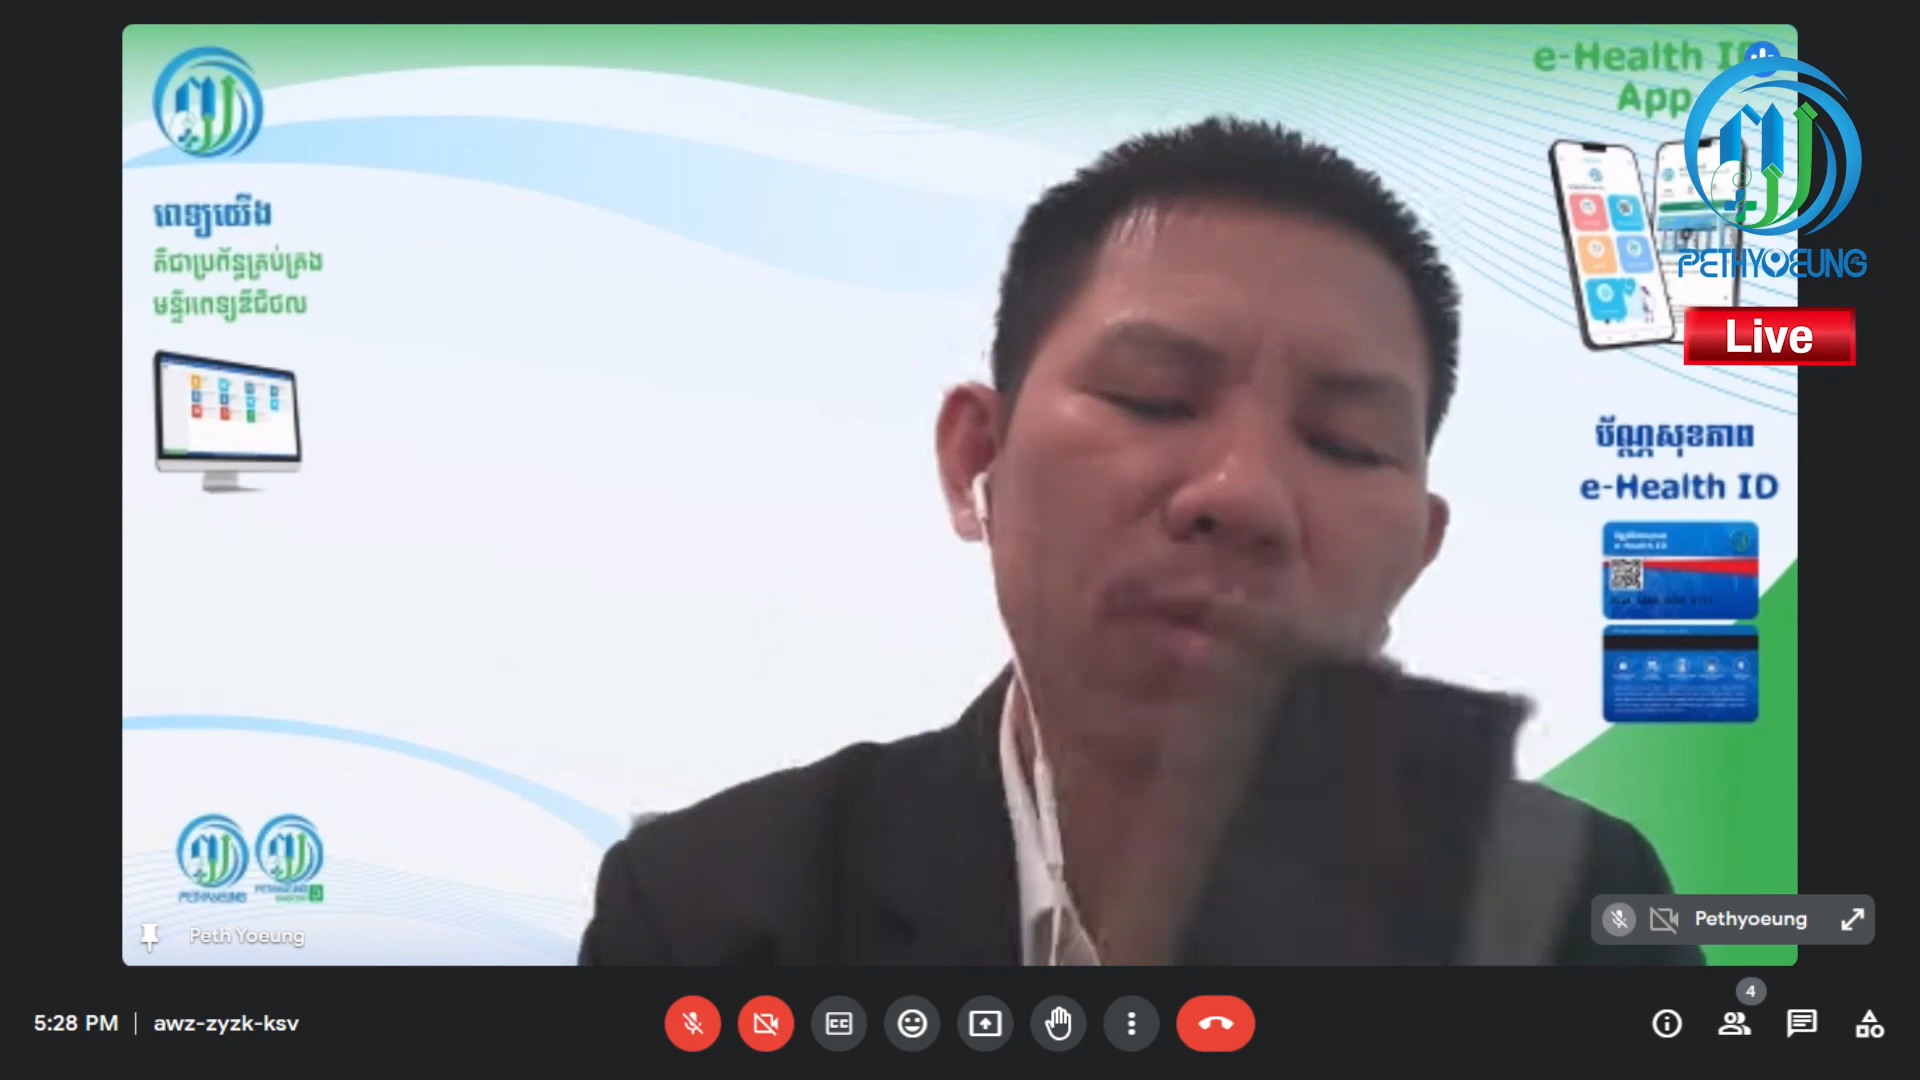 e-Health ID
App
ពេទ្យយើង
គឺជាប្រព័ន្ធគ្រប់គ្រង
មន្ទីរពេទ្យឌីជីថល
PETHYOEUNG
Live
ប័ណ្ណសុខភាព
e-Health ID
PETHYOEUNG
Peth Yoeung
Pethyoeung
4
5:28 PM | awz-zyzk-ksv
CC